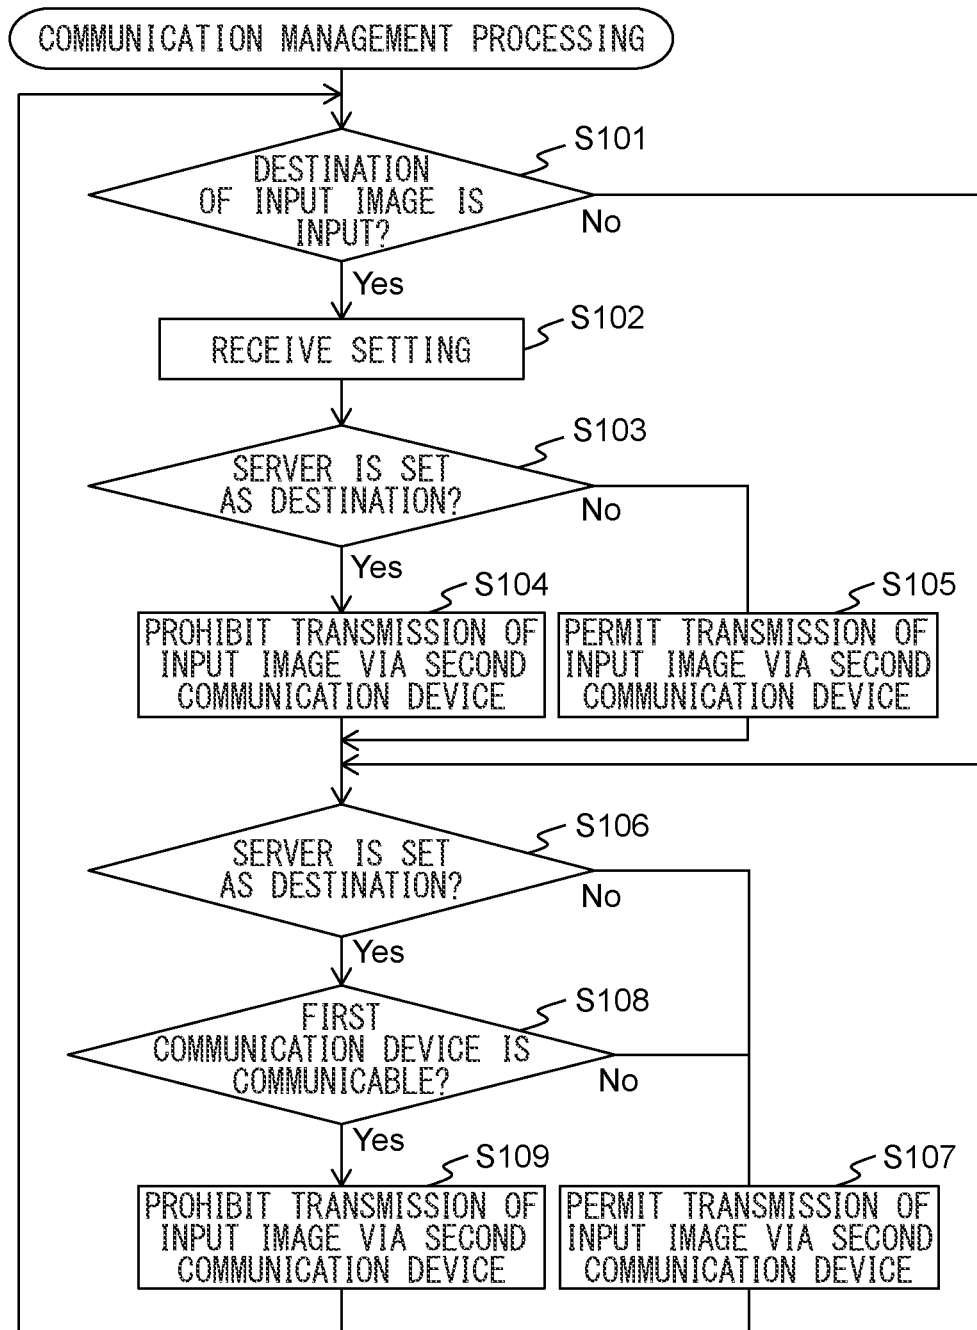 COMMUNICATION MANAGEMENT PROCESSING
S101
DESTINATION
OF INPUT IMAGE IS
INPUT?
No
Yes
S102
RECEIVE SETTING
S103
SERVER IS SET
AS DESTINATION?
No
Yes
S104
PROHIBIT TRANSMISSION OF
INPUT IMAGE VIA SECOND
COMMUNICATION DEVICE
S105
PERMIT TRANSMISSION OF
INPUT IMAGE VIA SECOND
COMMUNICATION DEVICE
S106
SERVER IS SET
AS DESTINATION?
No
Yes
S108
FIRST
COMMUNICATION DEVICE IS
COMMUNICABLE?
No
Yes
S109
PROHIBIT TRANSMISSION OF
INPUT IMAGE VIA SECOND
COMMUNICATION DEVICE
S107
PERMIT TRANSMISSION OF
INPUT IMAGE VIA SECOND
COMMUNICATION DEVICE